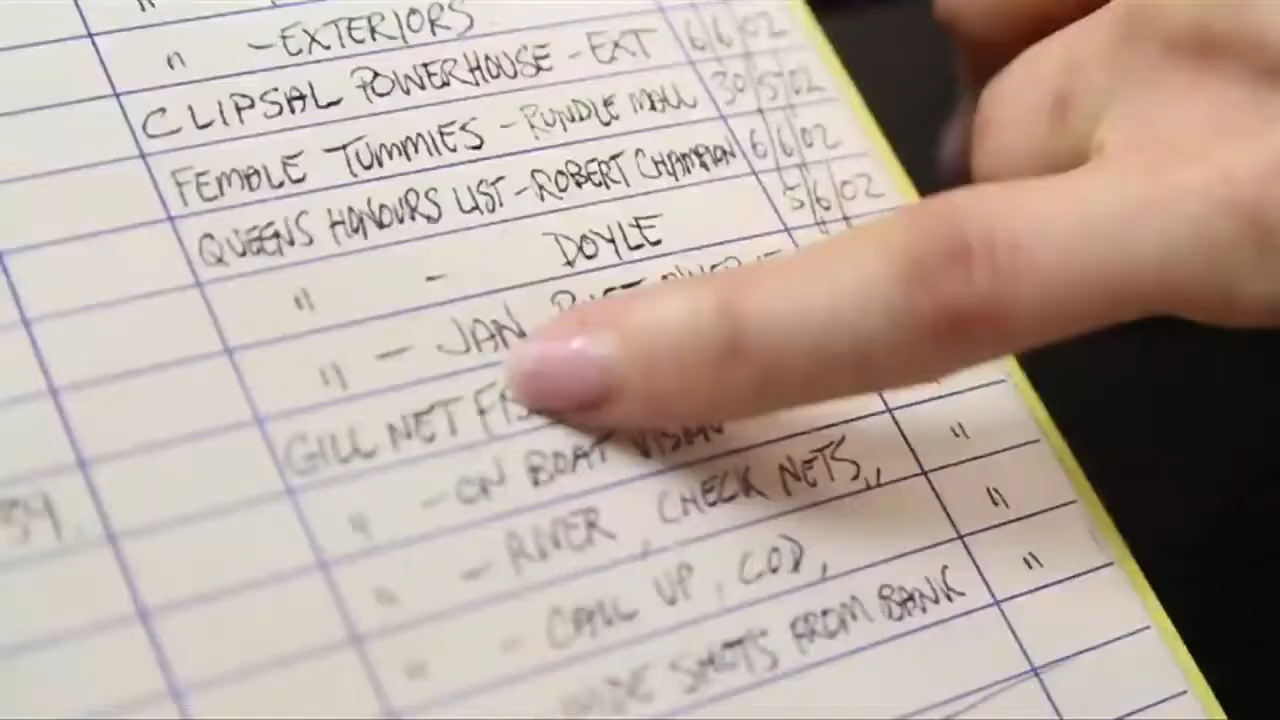 " - EXTERIORS
CLIPSAL POWERHOUSE - EXT 6/6/02
FEMALE TUMMIES - RUNDLE MALL 30/5/02
QUEENS HONOURS LIST - ROBERT CHAMPION 6/6/02
" - DOYLE 5/6/02
" - JAN
GILL NET
" - ON BOAT
" - RIVER, CHECK NETS, "
" - CALL UP, COD, "
WIDE SHOTS FROM BANK "